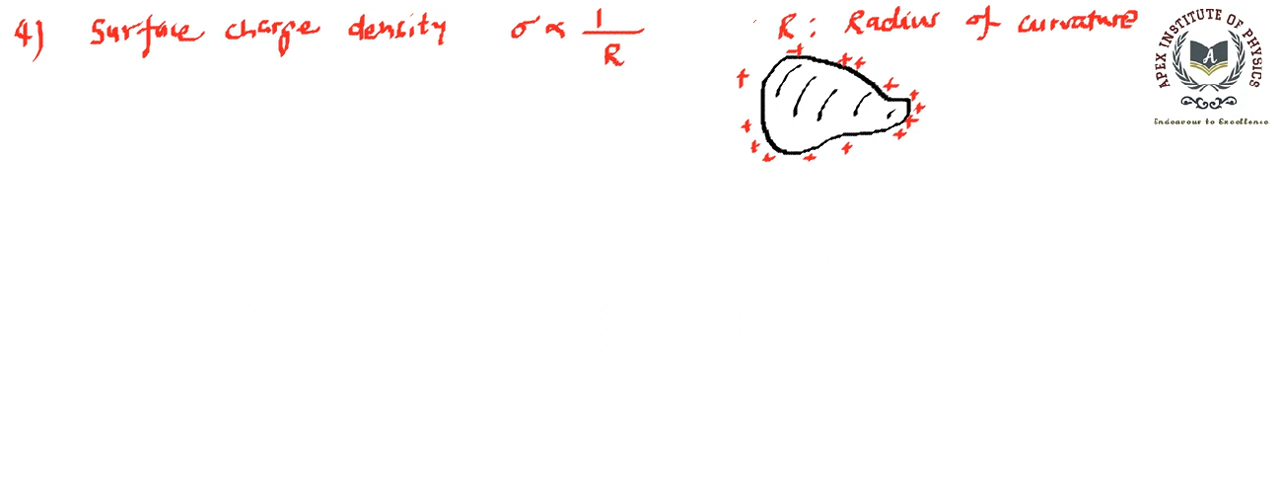 4) Surface charge density σ ∝ 1/R R: Radius of curvature
+ + + + + + + + + + + + + + + +
APEX INSTITUTE OF PHYSICS
A
Endeavour to Excellence